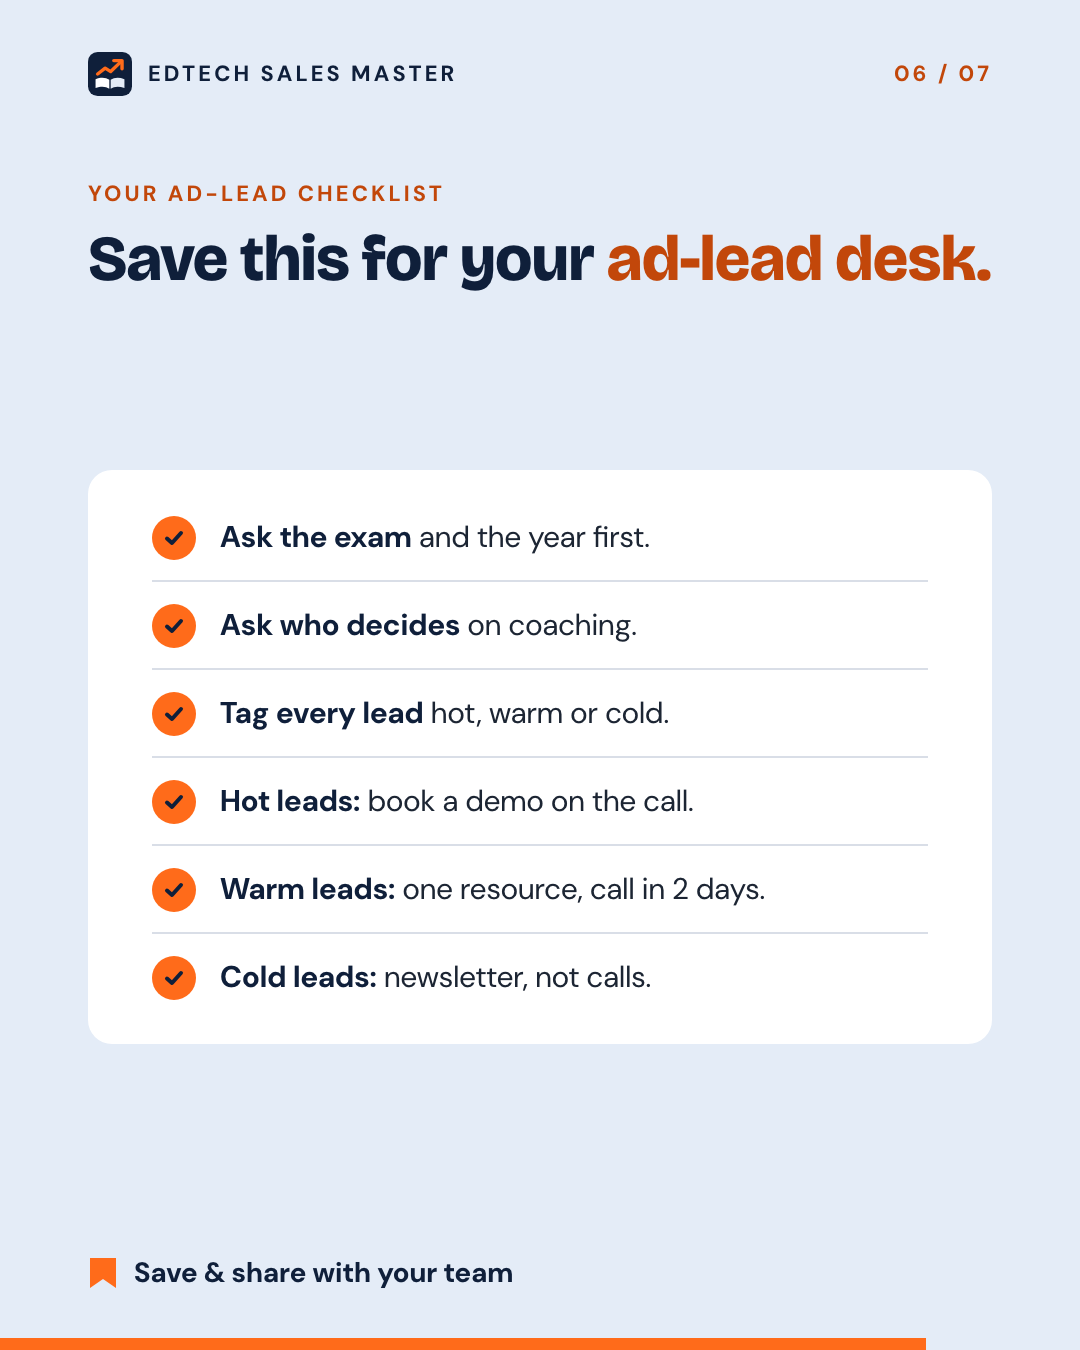 EDTECH SALES MASTER
06 / 07
YOUR AD-LEAD CHECKLIST
Save this for your ad-lead desk.
Ask the exam and the year first.
Ask who decides on coaching.
Tag every lead hot, warm or cold.
Hot leads: book a demo on the call.
Warm leads: one resource, call in 2 days.
Cold leads: newsletter, not calls.
Save & share with your team